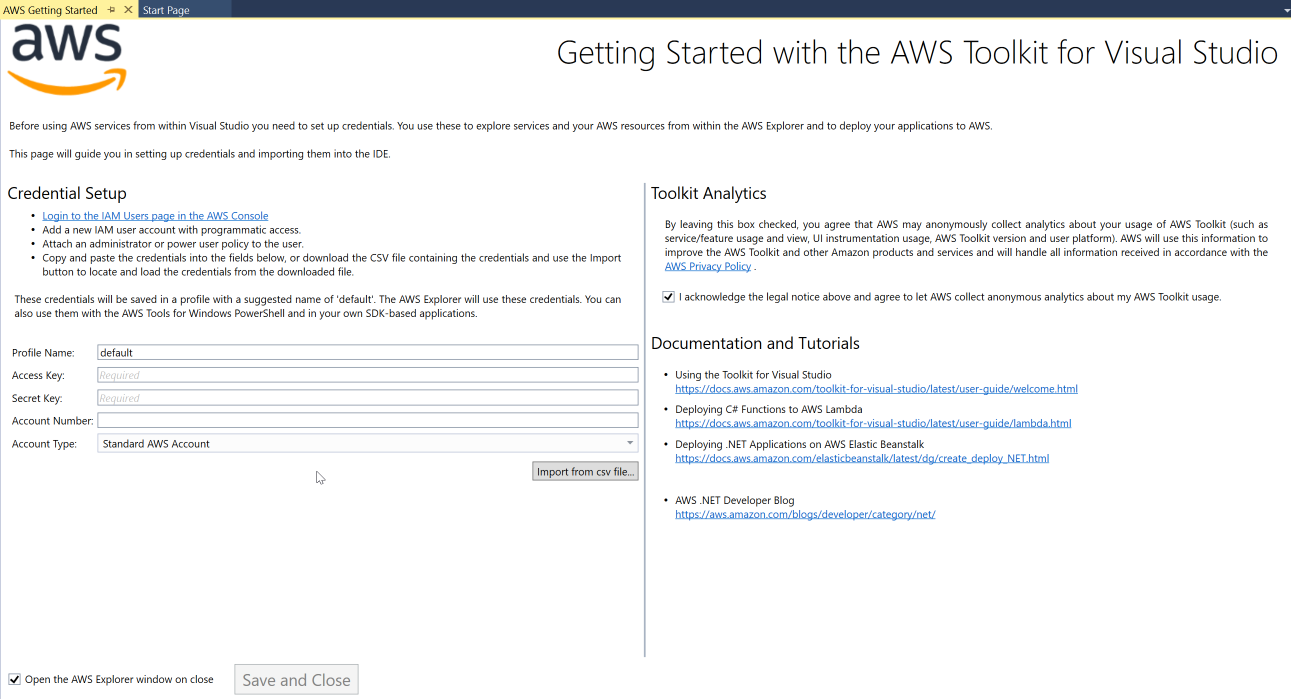 AWS Getting Started
Start Page
aws
Getting Started with the AWS Toolkit for Visual Studio
Before using AWS services from within Visual Studio you need to set up credentials. You use these to explore services and your AWS resources from within the AWS Explorer and to deploy your applications to AWS.
This page will guide you in setting up credentials and importing them into the IDE.
Credential Setup
• Login to the IAM Users page in the AWS Console
• Add a new IAM user account with programmatic access.
• Attach an administrator or power user policy to the user.
• Copy and paste the credentials into the fields below, or download the CSV file containing the credentials and use the Import
button to locate and load the credentials from the downloaded file.
These credentials will be saved in a profile with a suggested name of 'default'. The AWS Explorer will use these credentials. You can
also use them with the AWS Tools for Windows PowerShell and in your own SDK-based applications.
Profile Name: default
Access Key: Required
Secret Key: Required
Account Number:
Account Type: Standard AWS Account
Import from csv file...
Toolkit Analytics
By leaving this box checked, you agree that AWS may anonymously collect analytics about your usage of AWS Toolkit (such as
service/feature usage and view, UI instrumentation usage, AWS Toolkit version and user platform). AWS will use this information to
improve the AWS Toolkit and other Amazon products and services and will handle all information received in accordance with the
AWS Privacy Policy .
I acknowledge the legal notice above and agree to let AWS collect anonymous analytics about my AWS Toolkit usage.
Documentation and Tutorials
• Using the Toolkit for Visual Studio
https://docs.aws.amazon.com/toolkit-for-visual-studio/latest/user-guide/welcome.html
• Deploying C# Functions to AWS Lambda
https://docs.aws.amazon.com/toolkit-for-visual-studio/latest/user-guide/lambda.html
• Deploying .NET Applications on AWS Elastic Beanstalk
https://docs.aws.amazon.com/elasticbeanstalk/latest/dg/create_deploy_NET.html
• AWS .NET Developer Blog
https://aws.amazon.com/blogs/developer/category/net/
Open the AWS Explorer window on close
Save and Close